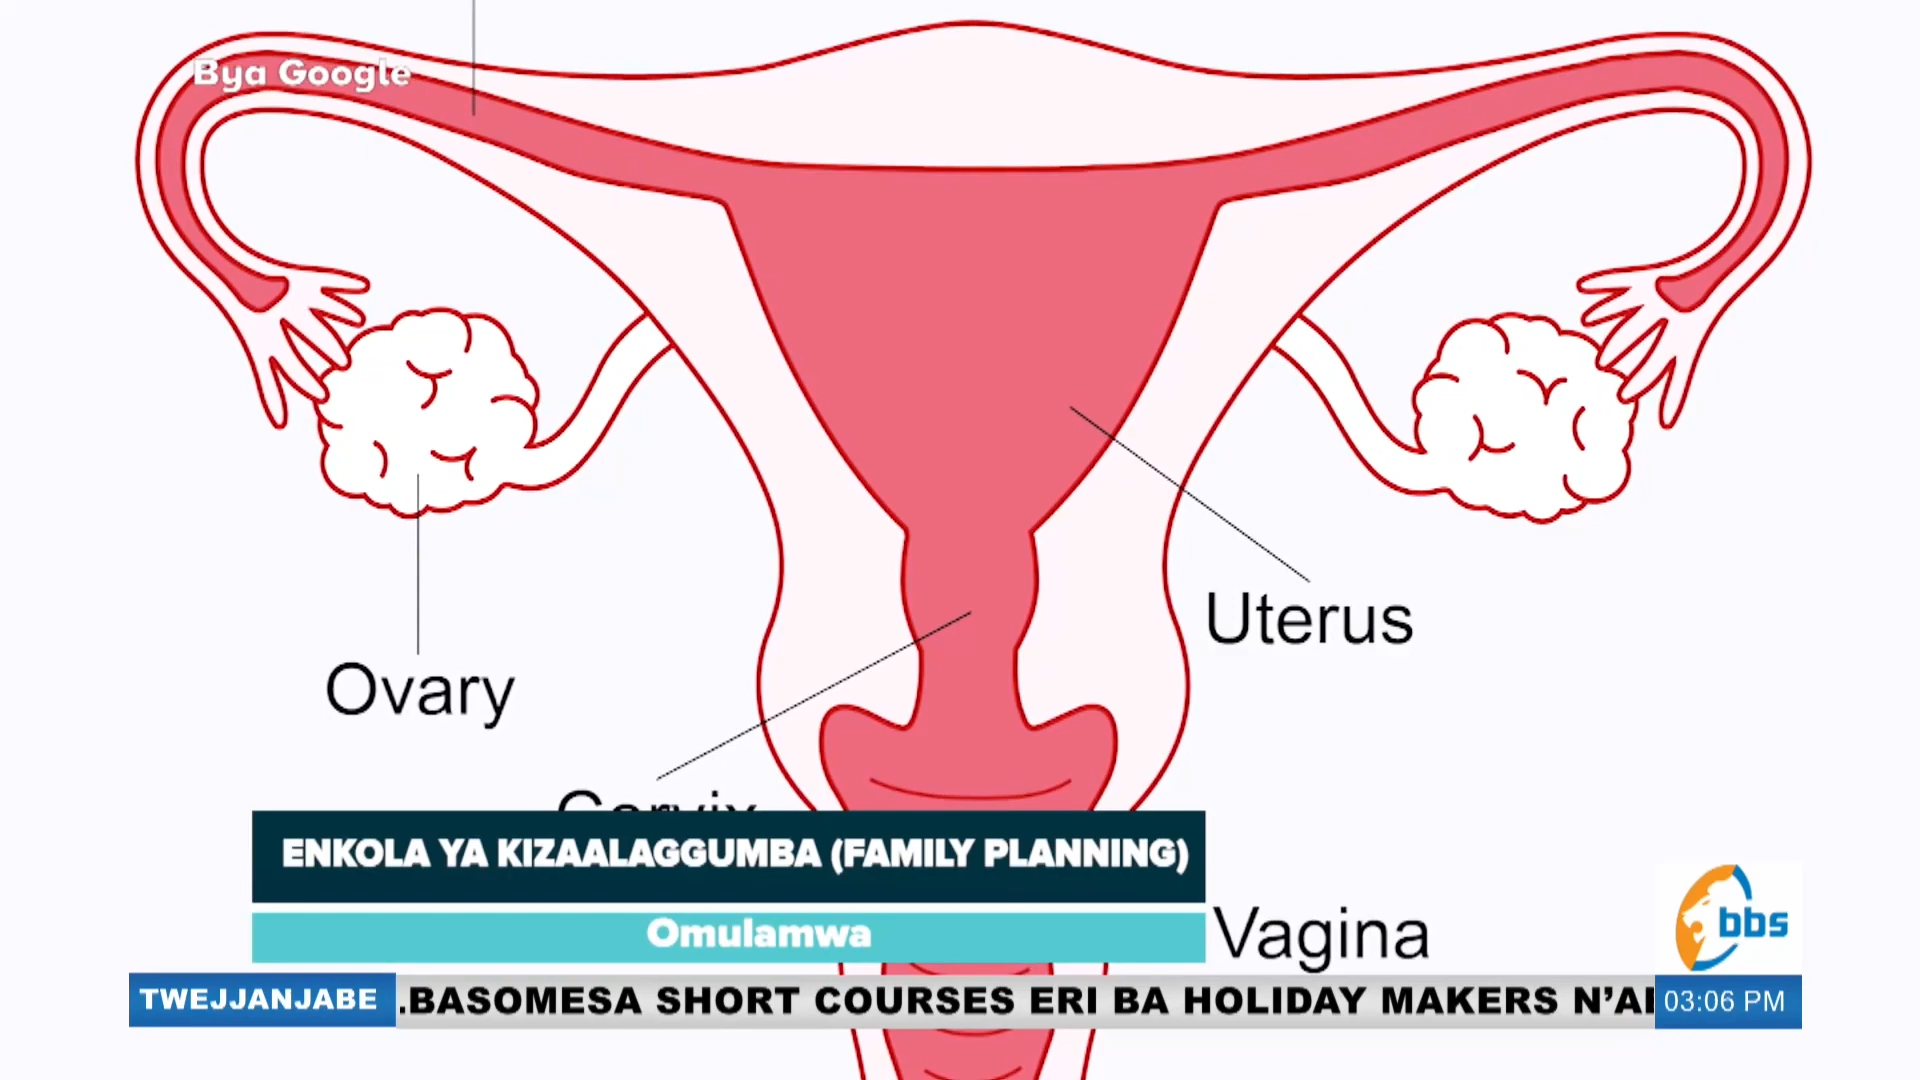 Bya Google
Uterus
Ovary
Cervix
ENKOLA YA KIZAALAGGUMBA (FAMILY PLANNING)
Omulamwa
Vagina
bbs
TWEJJANJABE
.BASOMESA SHORT COURSES ERI BA HOLIDAY MAKERS
03:06 PM